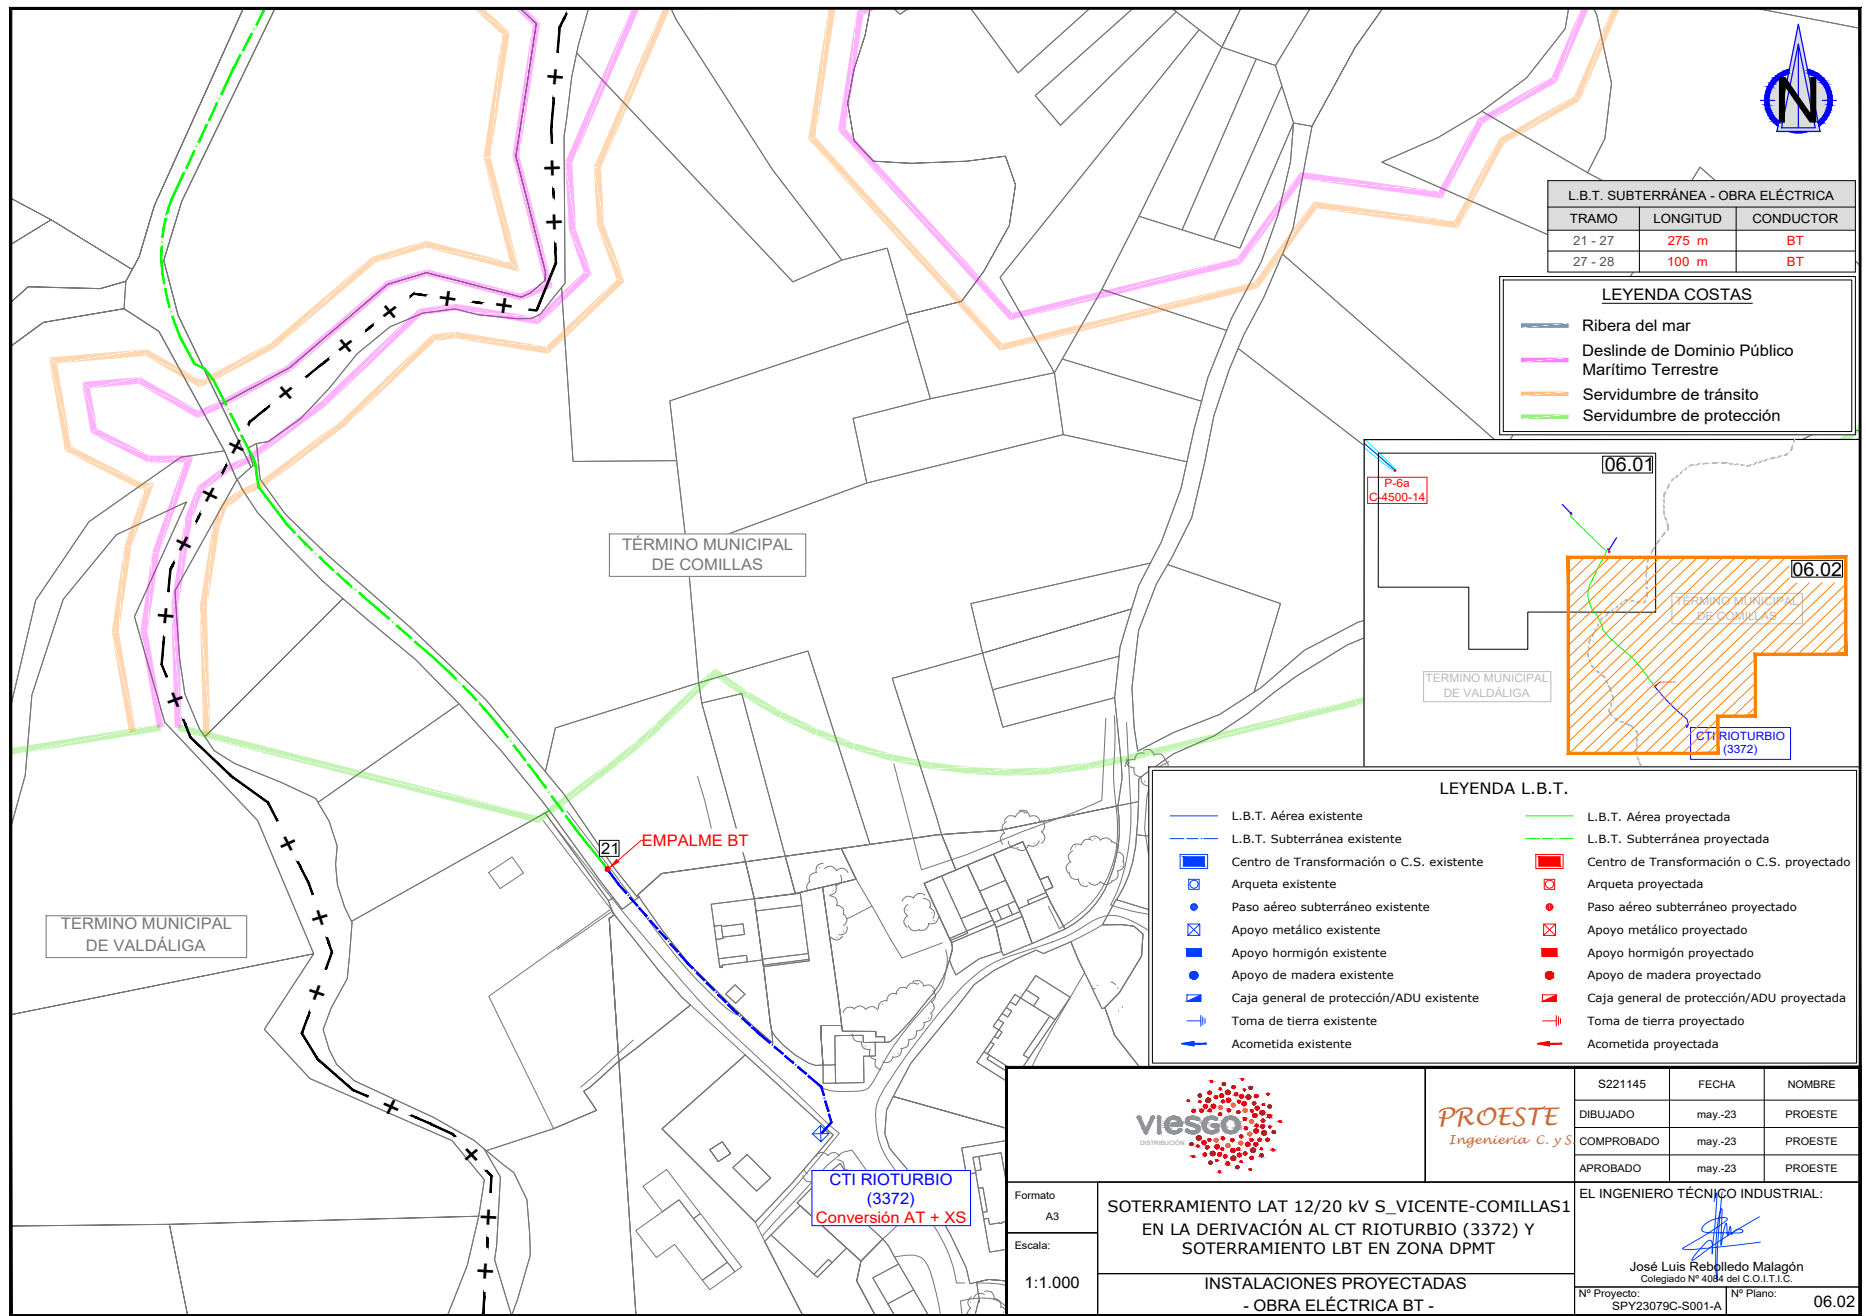 N
L.B.T. SUBTERRÁNEA - OBRA ELÉCTRICA
TRAMO LONGITUD CONDUCTOR
21 - 27 275 m BT
27 - 28 100 m BT
LEYENDA COSTAS
Ribera del mar
Deslinde de Dominio Público
Marítimo Terrestre
Servidumbre de tránsito
Servidumbre de protección
06.01
P-6a
C-4500-14
06.02
TERMINO MUNICIPAL
DE COMILLAS
TERMINO MUNICIPAL
DE VALDÁLIGA
CTI RIOTURBIO
(3372)
TÉRMINO MUNICIPAL
DE COMILLAS
21
EMPALME BT
TERMINO MUNICIPAL
DE VALDÁLIGA
CTI RIOTURBIO
(3372)
Conversión AT + XS
LEYENDA L.B.T.
L.B.T. Aérea existente
L.B.T. Subterránea existente
Centro de Transformación o C.S. existente
Arqueta existente
Paso aéreo subterráneo existente
Apoyo metálico existente
Apoyo hormigón existente
Apoyo de madera existente
Caja general de protección/ADU existente
Toma de tierra existente
Acometida existente
L.B.T. Aérea proyectada
L.B.T. Subterránea proyectada
Centro de Transformación o C.S. proyectado
Arqueta proyectada
Paso aéreo subterráneo proyectado
Apoyo metálico proyectado
Apoyo hormigón proyectado
Apoyo de madera proyectado
Caja general de protección/ADU proyectada
Toma de tierra proyectado
Acometida proyectada
viesgo
DISTRIBUCIÓN
PROESTE
Ingeniería C. y S.
S221145 FECHA NOMBRE
DIBUJADO may.-23 PROESTE
COMPROBADO may.-23 PROESTE
APROBADO may.-23 PROESTE
Formato
A3
Escala:
1:1.000
SOTERRAMIENTO LAT 12/20 kV S_VICENTE-COMILLAS1
EN LA DERIVACIÓN AL CT RIOTURBIO (3372) Y
SOTERRAMIENTO LBT EN ZONA DPMT
INSTALACIONES PROYECTADAS
- OBRA ELÉCTRICA BT -
EL INGENIERO TÉCNICO INDUSTRIAL:
José Luis Rebolledo Malagón
Colegiado Nº 4084 del C.O.I.T.I.C.
Nº Proyecto:
SPY23079C-S001-A
Nº Plano:
06.02